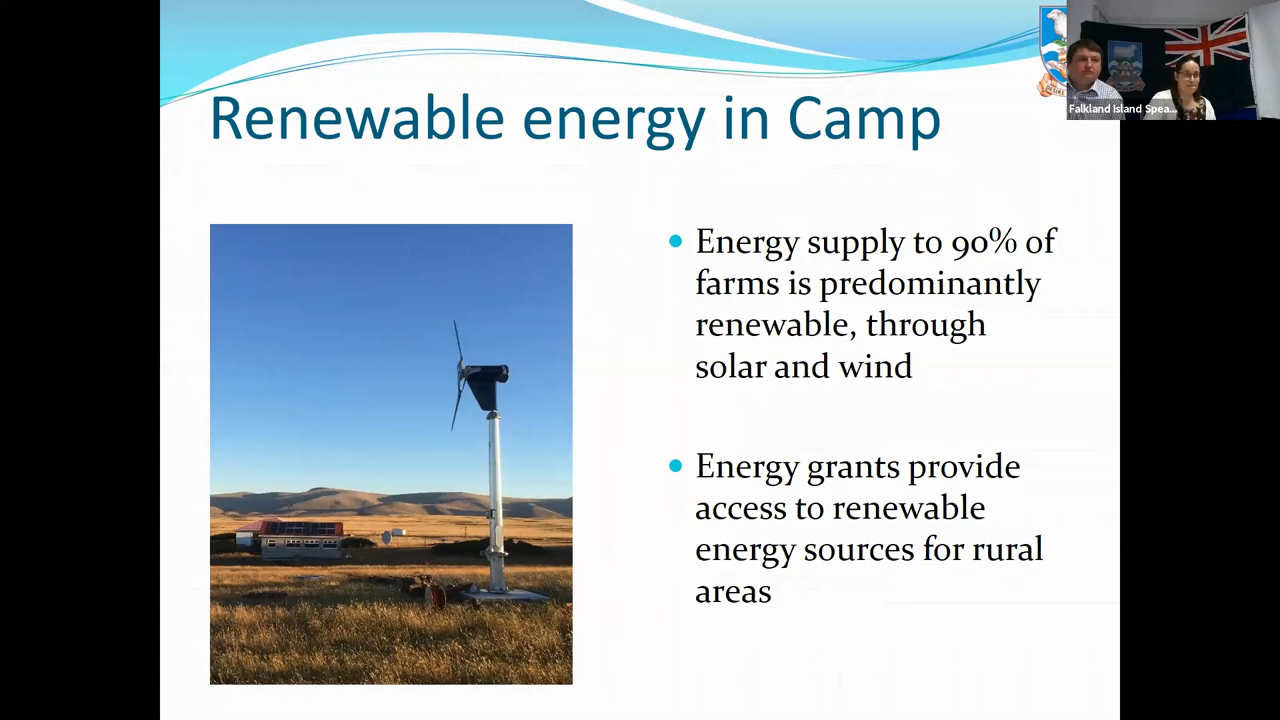 Renewable energy in Camp
Falkland Island Spea...
Energy supply to 90% of
farms is predominantly
renewable, through
solar and wind
Energy grants provide
access to renewable
energy sources for rural
areas